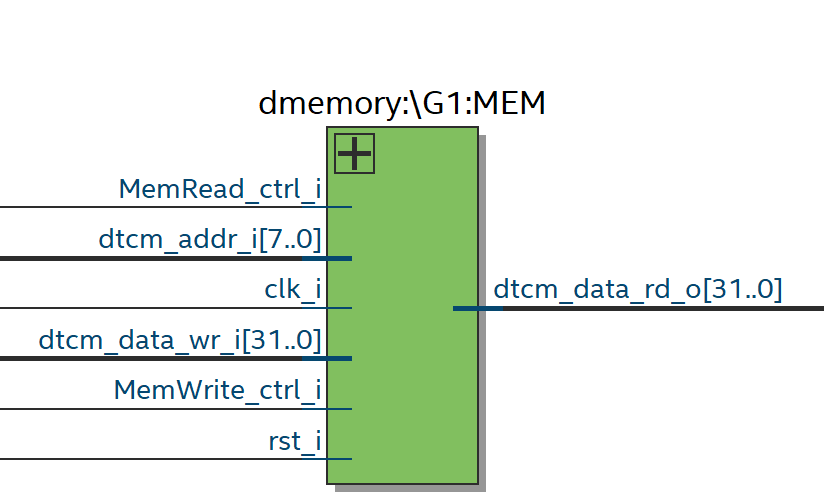 dmemory:\G1:MEM
MemRead_ctrl_i
dtcm_addr_i[7..0]
clk_i
dtcm_data_rd_o[31..0]
dtcm_data_wr_i[31..0]
MemWrite_ctrl_i
rst_i